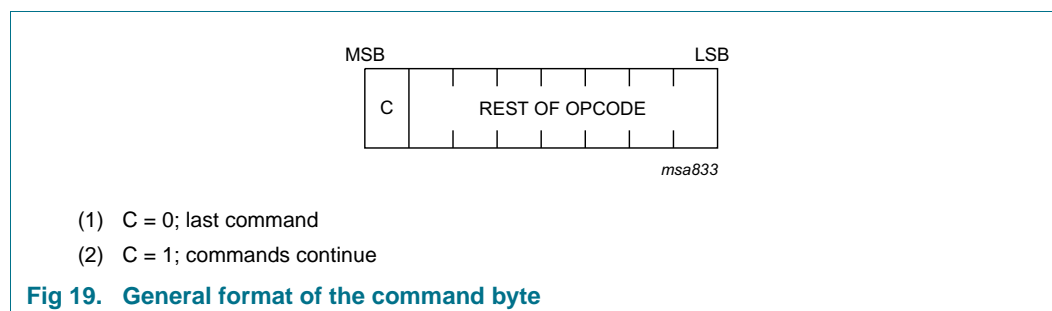 MSB LSB
C REST OF OPCODE
msa833
(1) C = 0; last command
(2) C = 1; commands continue
Fig 19. General format of the command byte